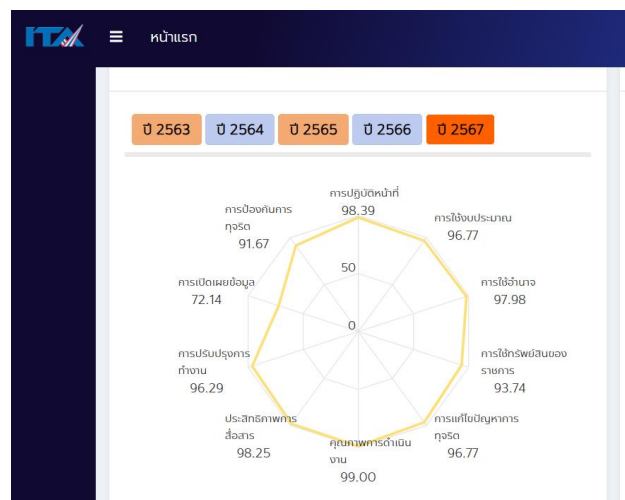 ITA
หน้าแรก
ปี 2563 ปี 2564 ปี 2565 ปี 2566 ปี 2567
การปฏิบัติหน้าที่
98.39
การใช้งบประมาณ
96.77
การใช้อำนาจ
97.98
การใช้ทรัพย์สินของ
ราชการ
93.74
การแก้ไขปัญหาการ
ทุจริต
96.77
คุณภาพการดำเนิน
งาน
99.00
ประสิทธิภาพการ
สื่อสาร
98.25
การปรับปรุงการ
ทำงาน
96.29
การเปิดเผยข้อมูล
72.14
การป้องกันการ
ทุจริต
91.67
50
0